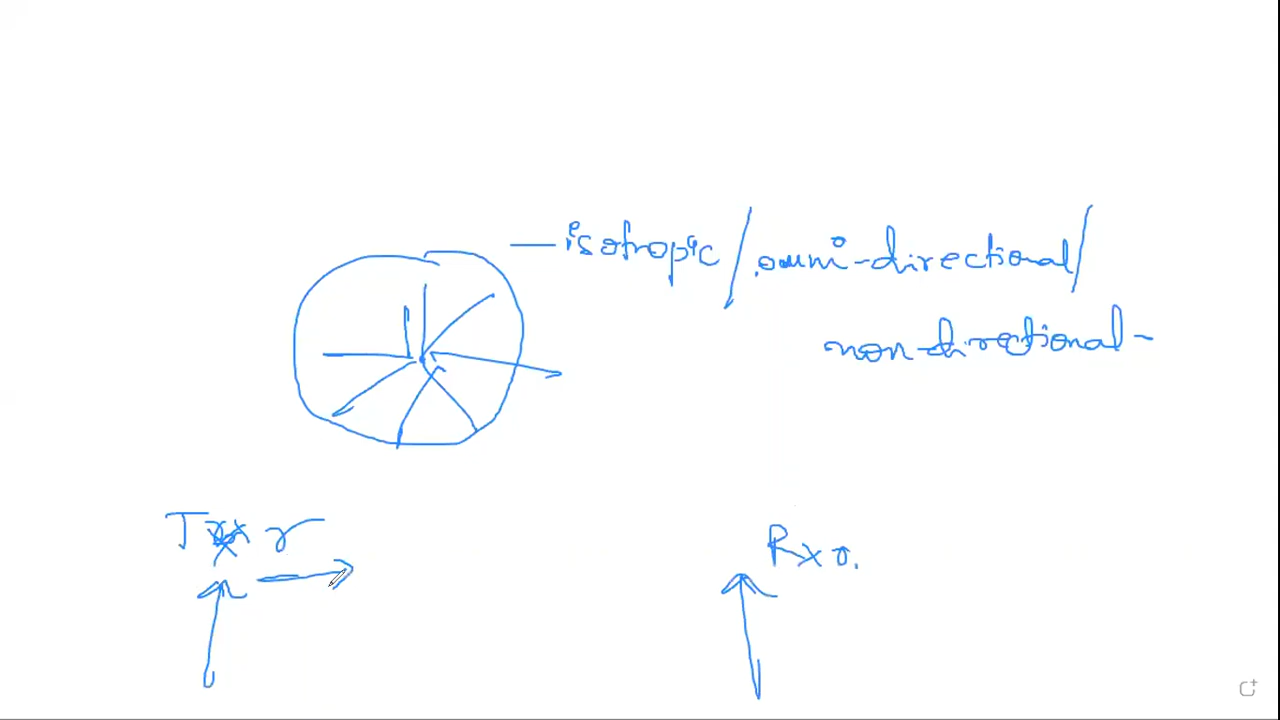 isotropic / omni-directional /
non-directional -
Txr
Rxr.